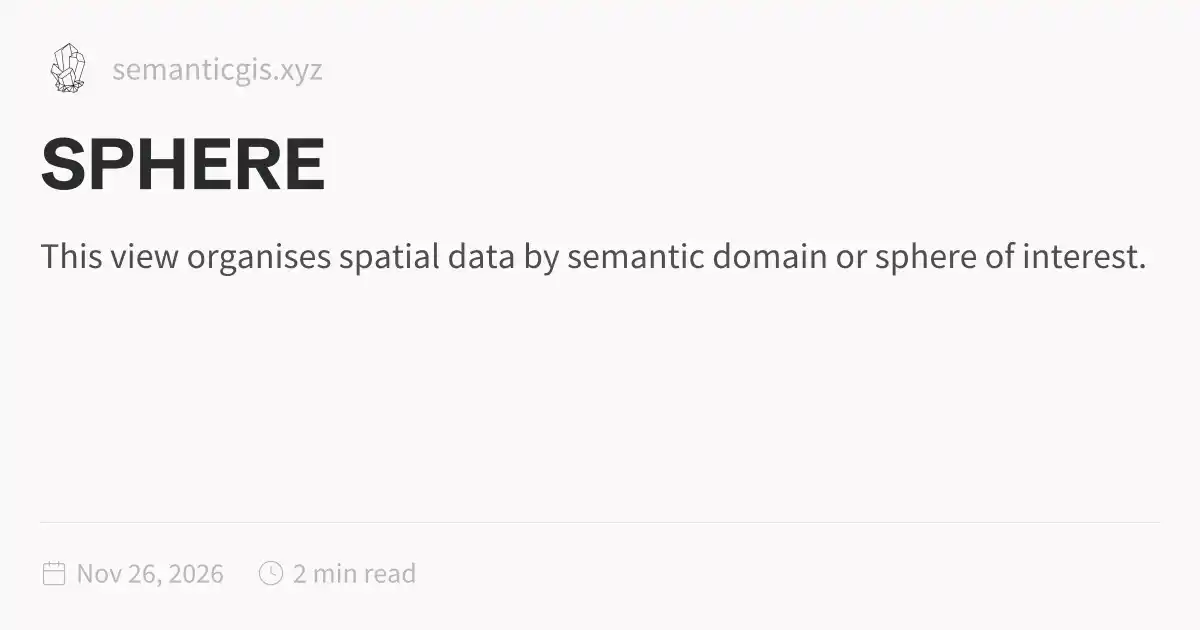 semanticgis.xyz
SPHERE
This view organises spatial data by semantic domain or sphere of interest.
Nov 26, 2026 2 min read